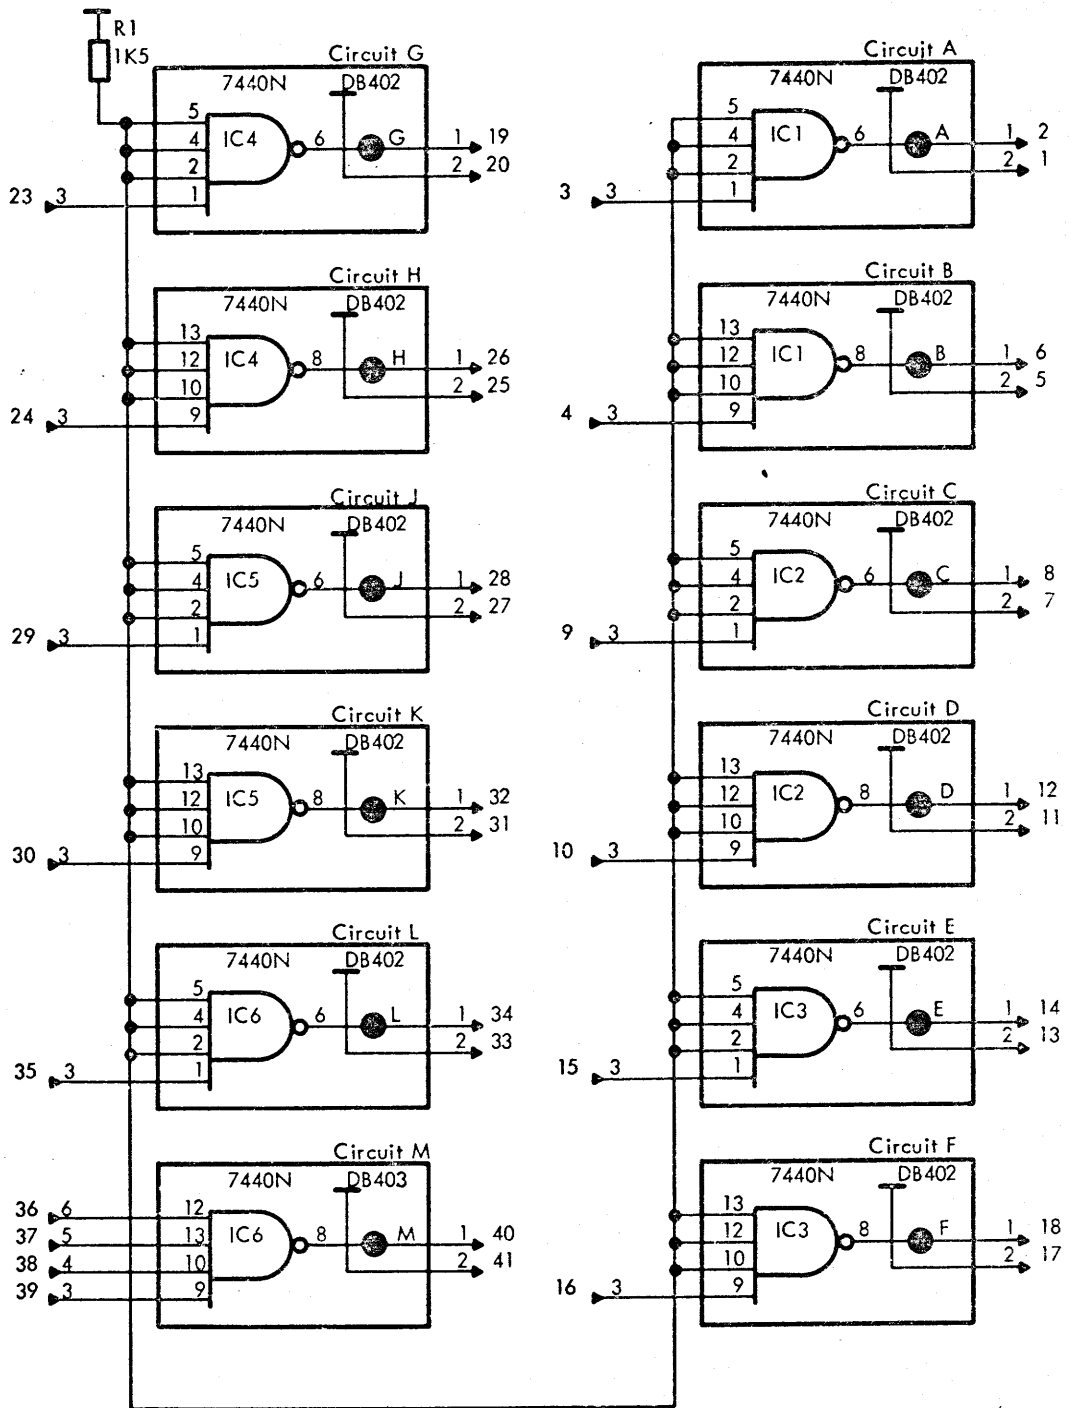 R1
1K5
Circuit G
7440N DB402
5
4
2
1
IC4
6
G
1 19
2 20
23 3
Circuit H
7440N DB402
13
12
10
9
IC4
8
H
1 26
2 25
24 3
Circuit J
7440N DB402
5
4
2
1
IC5
6
J
1 28
2 27
29 3
Circuit K
7440N DB402
13
12
10
9
IC5
8
K
1 32
2 31
30 3
Circuit L
7440N DB402
5
4
2
1
IC6
6
L
1 34
2 33
35 3
Circuit M
7440N DB403
36 6 12
37 5 13
38 4 10
39 3 9
IC6
8
M
1 40
2 41
Circuit A
7440N DB402
5
4
2
1
IC1
6
A
1 2
2 1
3 3
Circuit B
7440N DB402
13
12
10
9
IC1
8
B
1 6
2 5
4 3
Circuit C
7440N DB402
5
4
2
1
IC2
6
C
1 8
2 7
9 3
Circuit D
7440N DB402
13
12
10
9
IC2
8
D
1 12
2 11
10 3
Circuit E
7440N DB402
5
4
2
1
IC3
6
E
1 14
2 13
15 3
Circuit F
7440N DB402
13
12
10
9
IC3
8
F
1 18
2 17
16 3